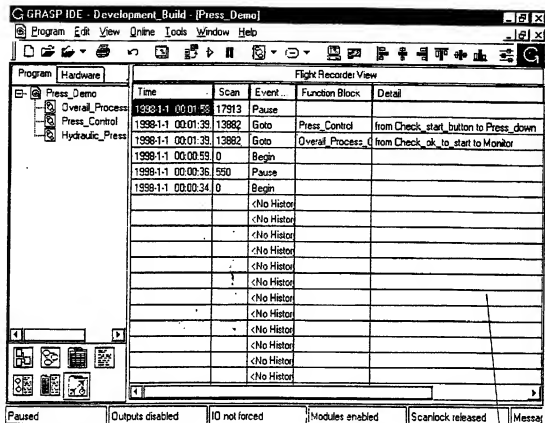 GRASP IDE - Development_Build - [Press_Demo]
Program Edit View Online Tools Window Help
Program Hardware
Flight Recorder View
Press_Demo
Overall_Process
Press_Control
Hydraulic_Press
Time Scan Event.. Function Block Detail
1998-1-1 00:01:58 17913 Pause
1998-1-1 00:01:39. 13882 Goto Press_Control from Check_start_button to Press_down
1998-1-1 00:01:39. 13882 Goto Overall_Process_C from Check_ok_to_start to Monitor
1998-1-1 00:00:59. 0 Begin
1998-1-1 00:00:36. 550 Pause
1998-1-1 00:00:34. 0 Begin
<No Histor
<No Histor
<No Histor
<No Histor
<No Histor
<No Histor
<No Histor
<No Histor
<No Histor
<No Histor
<No Histor
<No Histor
Paused Outputs disabled IO not forced Modules enabled Scanlock released Messag